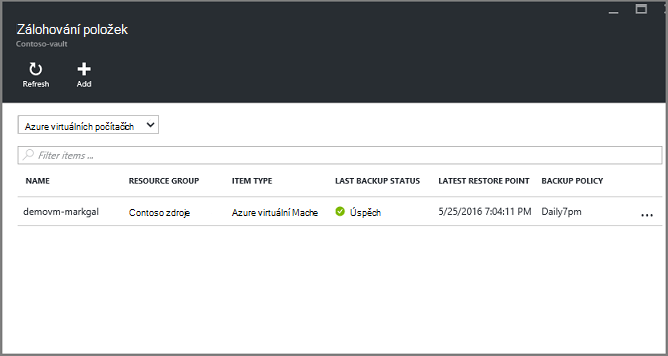 Zálohování položek
Contoso-vault
Refresh Add
Azure virtuálních počítačích
Filter items ...
NAME RESOURCE GROUP ITEM TYPE LAST BACKUP STATUS LATEST RESTORE POINT BACKUP POLICY
demovm-markgal Contoso zdroje Azure virtuální Mache Úspěch 5/25/2016 7:04:11 PM Daily7pm ...